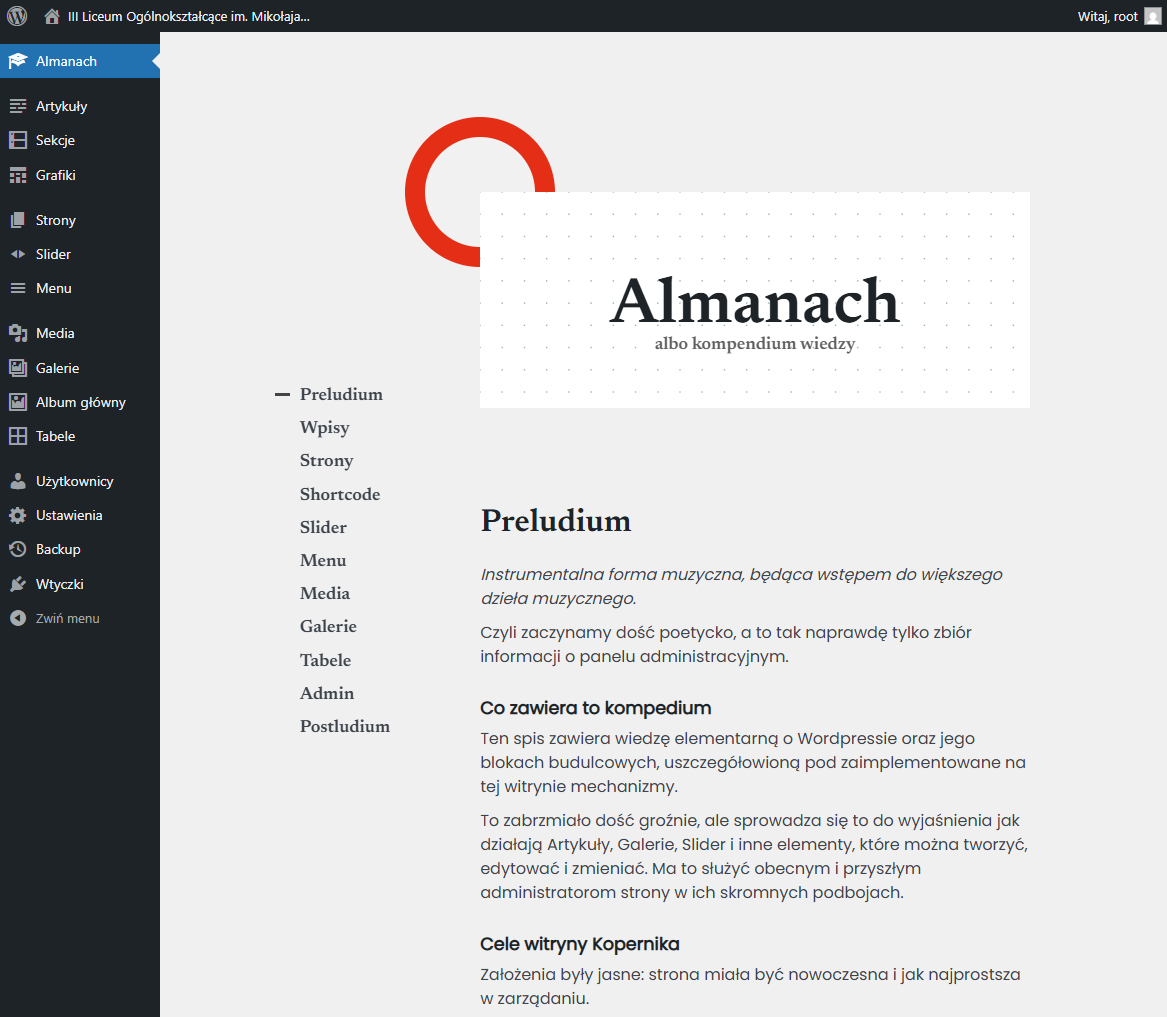 III Liceum Ogólnokształcące im. Mikołaja...
Witaj, root
Almanach
Artykuły
Sekcje
Grafiki
Strony
Slider
Menu
Media
Galerie
Album główny
Tabele
Użytkownicy
Ustawienia
Backup
Wtyczki
Zwiń menu
Almanach
albo kompendium wiedzy
Preludium
Wpisy
Strony
Shortcode
Slider
Menu
Media
Galerie
Tabele
Admin
Postludium
Preludium
Instrumentalna forma muzyczna, będąca wstępem do większego
dzieła muzycznego.
Czyli zaczynamy dość poetycko, a to tak naprawdę tylko zbiór
informacji o panelu administracyjnym.
Co zawiera to kompedium
Ten spis zawiera wiedzę elementarną o Wordpressie oraz jego
blokach budulcowych, uszczegółowioną pod zaimplementowane na
tej witrynie mechanizmy.
To zabrzmiało dość groźnie, ale sprowadza się to do wyjaśnienia jak
działają Artykuły, Galerie, Slider i inne elementy, które można tworzyć,
edytować i zmieniać. Ma to służyć obecnym i przyszłym
administratorom strony w ich skromnych podbojach.
Cele witryny Kopernika
Założenia były jasne: strona miała być nowoczesna i jak najprostsza
w zarządaniu.